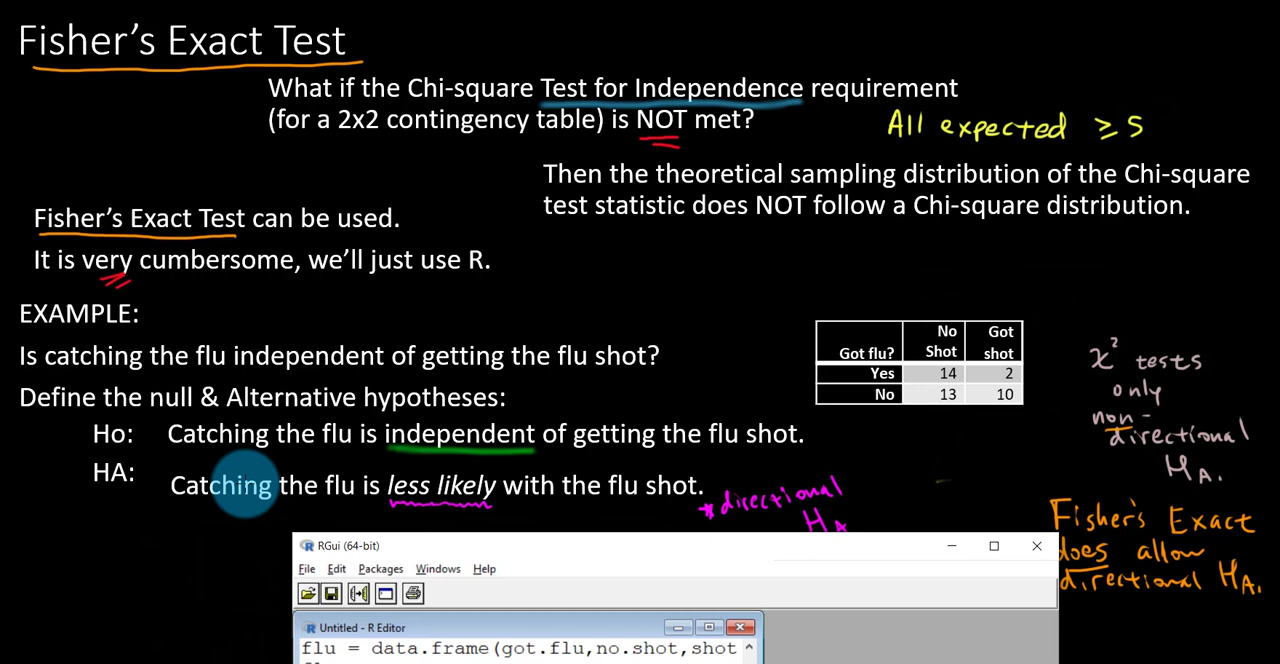 Fisher's Exact Test
What if the Chi-square Test for Independence requirement
(for a 2x2 contingency table) is NOT met?
All expected ≥ 5
Then the theoretical sampling distribution of the Chi-square
test statistic does NOT follow a Chi-square distribution.
Fisher's Exact Test can be used.
It is very cumbersome, we'll just use R.
EXAMPLE:
Is catching the flu independent of getting the flu shot?
Define the null & Alternative hypotheses:
Ho: Catching the flu is independent of getting the flu shot.
HA:
Catching the flu is less likely with the flu shot.
* directional
HA
No Got
Got flu? Shot shot
Yes 14 2
No 13 10
χ² tests
only
non-
directional
HA.
Fisher's Exact
does allow
directional HA.
RGui (64-bit)
File Edit Packages Windows Help
Untitled - R Editor
flu = data.frame(got.flu,no.shot,shot